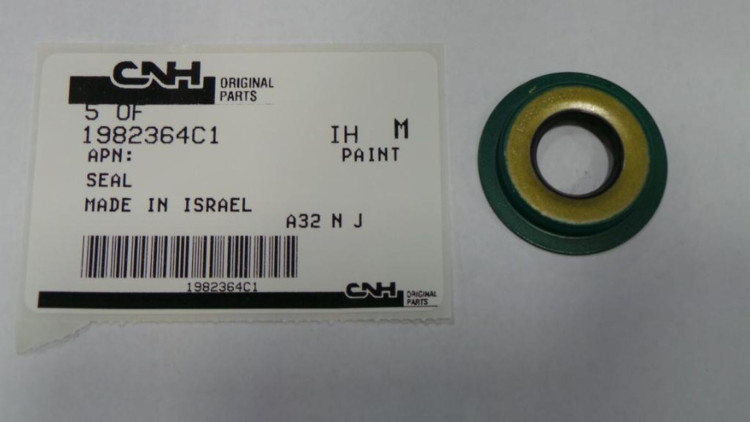 CNH ORIGINAL
PARTS
5 OF
1982364C1 IH M
APN: PAINT
SEAL
MADE IN ISRAEL
A32 N J
1982364C1
CNH ORIGINAL
PARTS